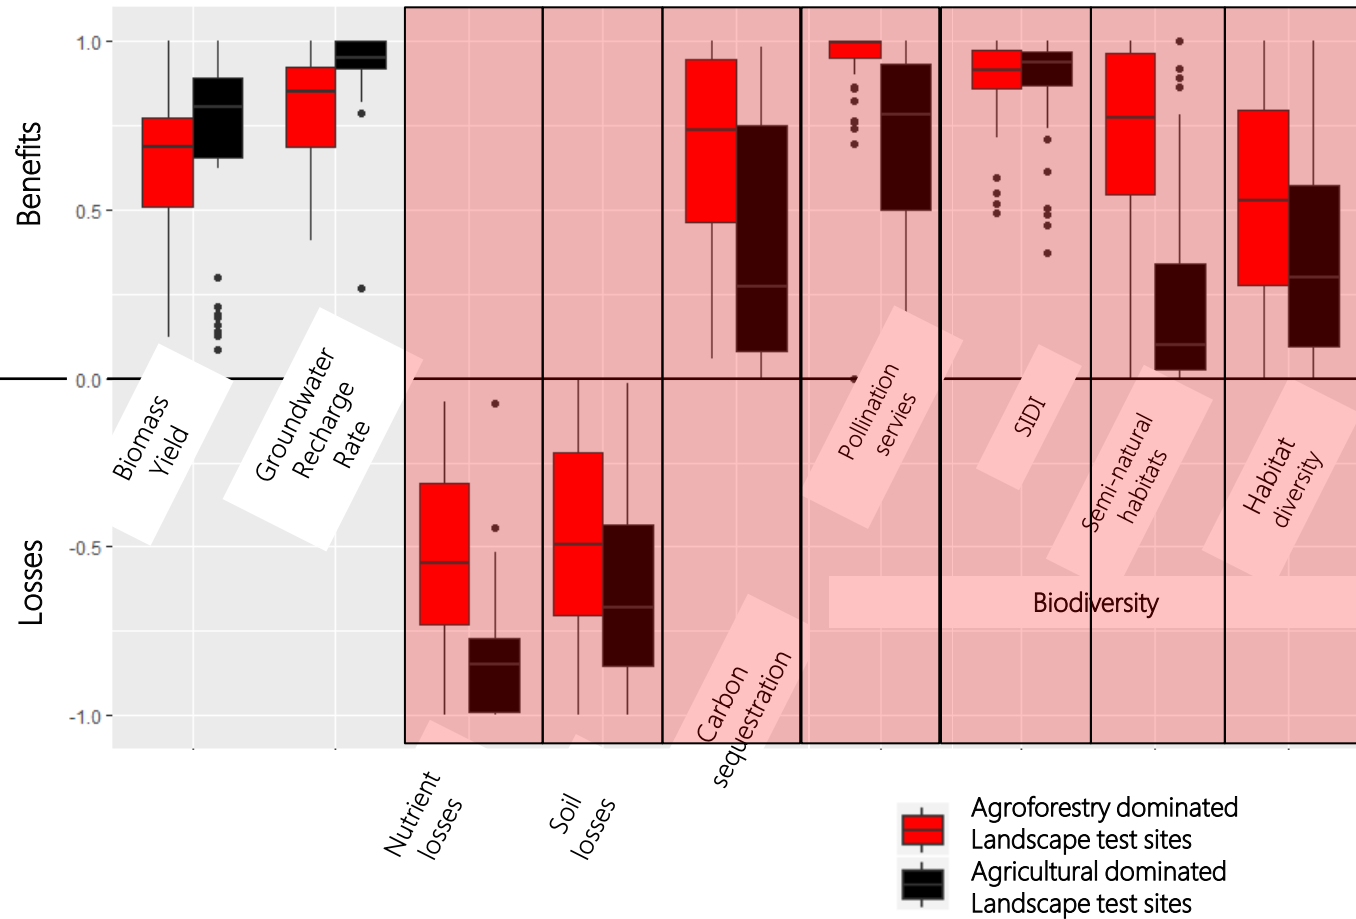 Benefits
Losses
1.0
0.5
0.0
-0.5
-1.0
Biomass
Yield
Groundwater
Recharge
Rate
Nutrient
losses
Soil
losses
Carbon
sequestration
Pollination
servies
SIDI
Semi-natural
habitats
Habitat
diversity
Biodiversity
Agroforestry dominated
Landscape test sites
Agricultural dominated
Landscape test sites